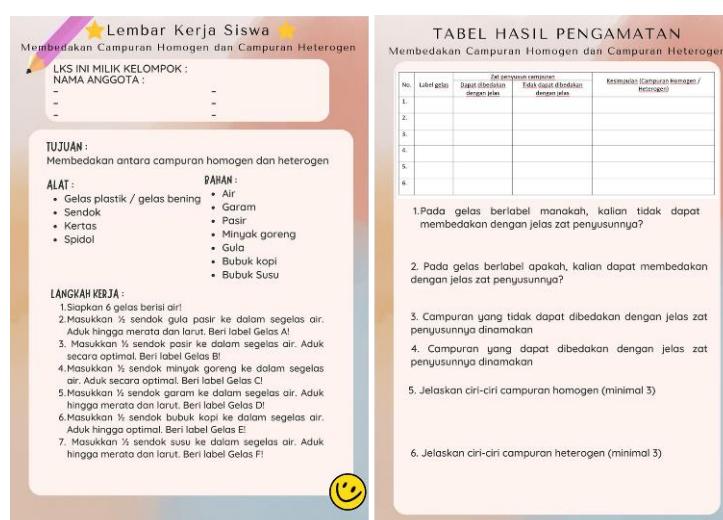 Lembar Kerja Siswa
Membedakan Campuran Homogen dan Campuran Heterogen
LKS INI MILIK KELOMPOK :
NAMA ANGGOTA :
- -
- -
- -
TUJUAN :
Membedakan antara campuran homogen dan heterogen
ALAT :
• Gelas plastik / gelas bening
• Sendok
• Kertas
• Spidol
BAHAN :
• Air
• Garam
• Pasir
• Minyak goreng
• Gula
• Bubuk kopi
• Bubuk Susu
LANGKAH KERJA :
1.Siapkan 6 gelas berisi air!
2.Masukkan ½ sendok gula pasir ke dalam segelas air.
Aduk hingga merata dan larut. Beri label Gelas A!
3. Masukkan ½ sendok pasir ke dalam segelas air. Aduk
secara optimal. Beri label Gelas B!
4.Masukkan ½ sendok minyak goreng ke dalam segelas
air. Aduk secara optimal. Beri label Gelas C!
5.Masukkan ½ sendok garam ke dalam segelas air. Aduk
hingga merata dan larut. Beri label Gelas D!
6.Masukkan ½ sendok bubuk kopi ke dalam segelas air.
Aduk hingga optimal. Beri label Gelas E!
7. Masukkan ½ sendok susu ke dalam segelas air. Aduk
hingga merata dan larut. Beri label Gelas F!
TABEL HASIL PENGAMATAN
Membedakan Campuran Homogen dan Campuran Heterogen
No. Label gelas Zat penyusun campuran Kesimpulan (Campuran Homogen /
Heterogen)
Dapat dibedakan Tidak dapat dibedakan
dengan jelas dengan jelas
1.
2.
3.
4.
5.
6.
1.Pada gelas berlabel manakah, kalian tidak dapat
membedakan dengan jelas zat penyusunnya?
2. Pada gelas berlabel apakah, kalian dapat membedakan
dengan jelas zat penyusunnya?
3. Campuran yang tidak dapat dibedakan dengan jelas zat
penyusunnya dinamakan
4. Campuran yang dapat dibedakan dengan jelas zat
penyusunnya dinamakan
5. Jelaskan ciri-ciri campuran homogen (minimal 3)
6. Jelaskan ciri-ciri campuran heterogen (minimal 3)